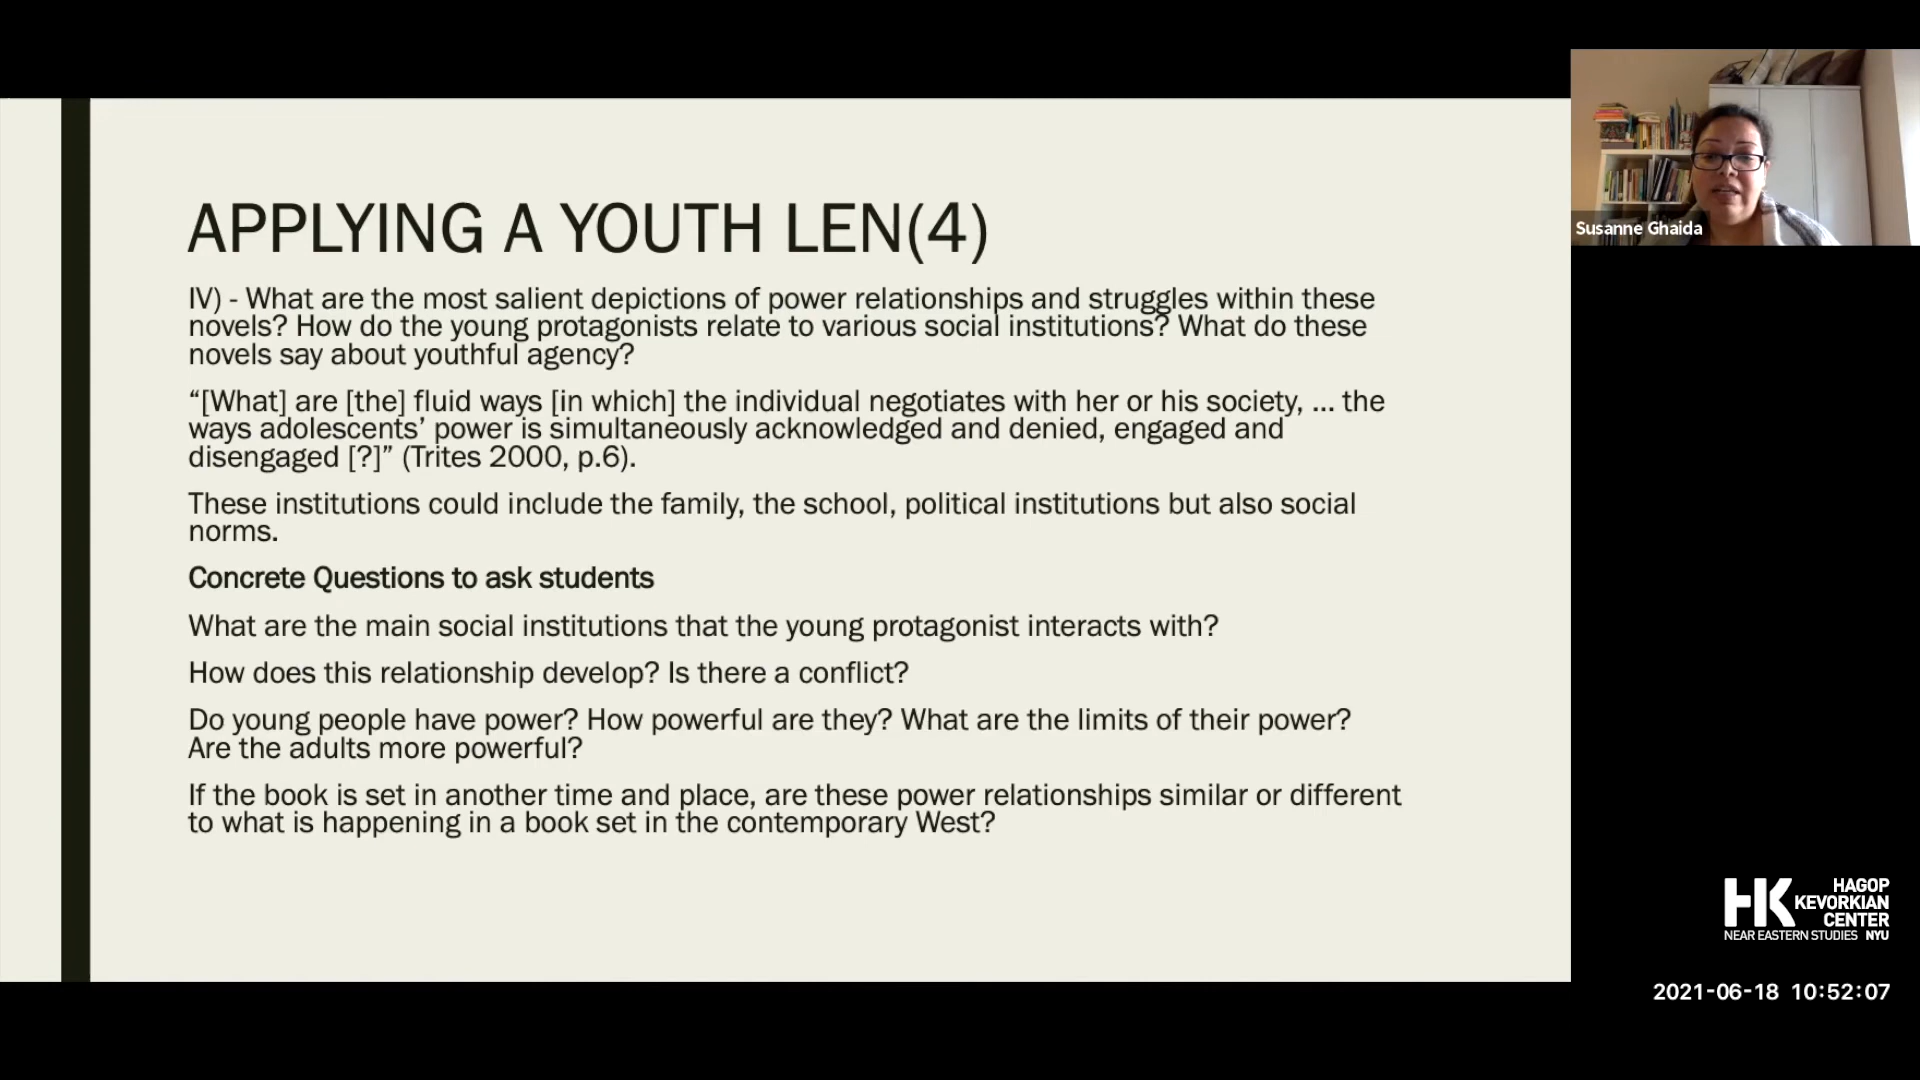 APPLYING A YOUTH LEN(4)
IV) - What are the most salient depictions of power relationships and struggles within these
novels? How do the young protagonists relate to various social institutions? What do these
novels say about youthful agency?
“[What] are [the] fluid ways [in which] the individual negotiates with her or his society, ... the
ways adolescents’ power is simultaneously acknowledged and denied, engaged and
disengaged [?]” (Trites 2000, p.6).
These institutions could include the family, the school, political institutions but also social
norms.
Concrete Questions to ask students
What are the main social institutions that the young protagonist interacts with?
How does this relationship develop? Is there a conflict?
Do young people have power? How powerful are they? What are the limits of their power?
Are the adults more powerful?
If the book is set in another time and place, are these power relationships similar or different
to what is happening in a book set in the contemporary West?
Susanne Ghaida
HK HAGOP
KEVORKIAN
CENTER
NEAR EASTERN STUDIES NYU
2021-06-18 10:52:07